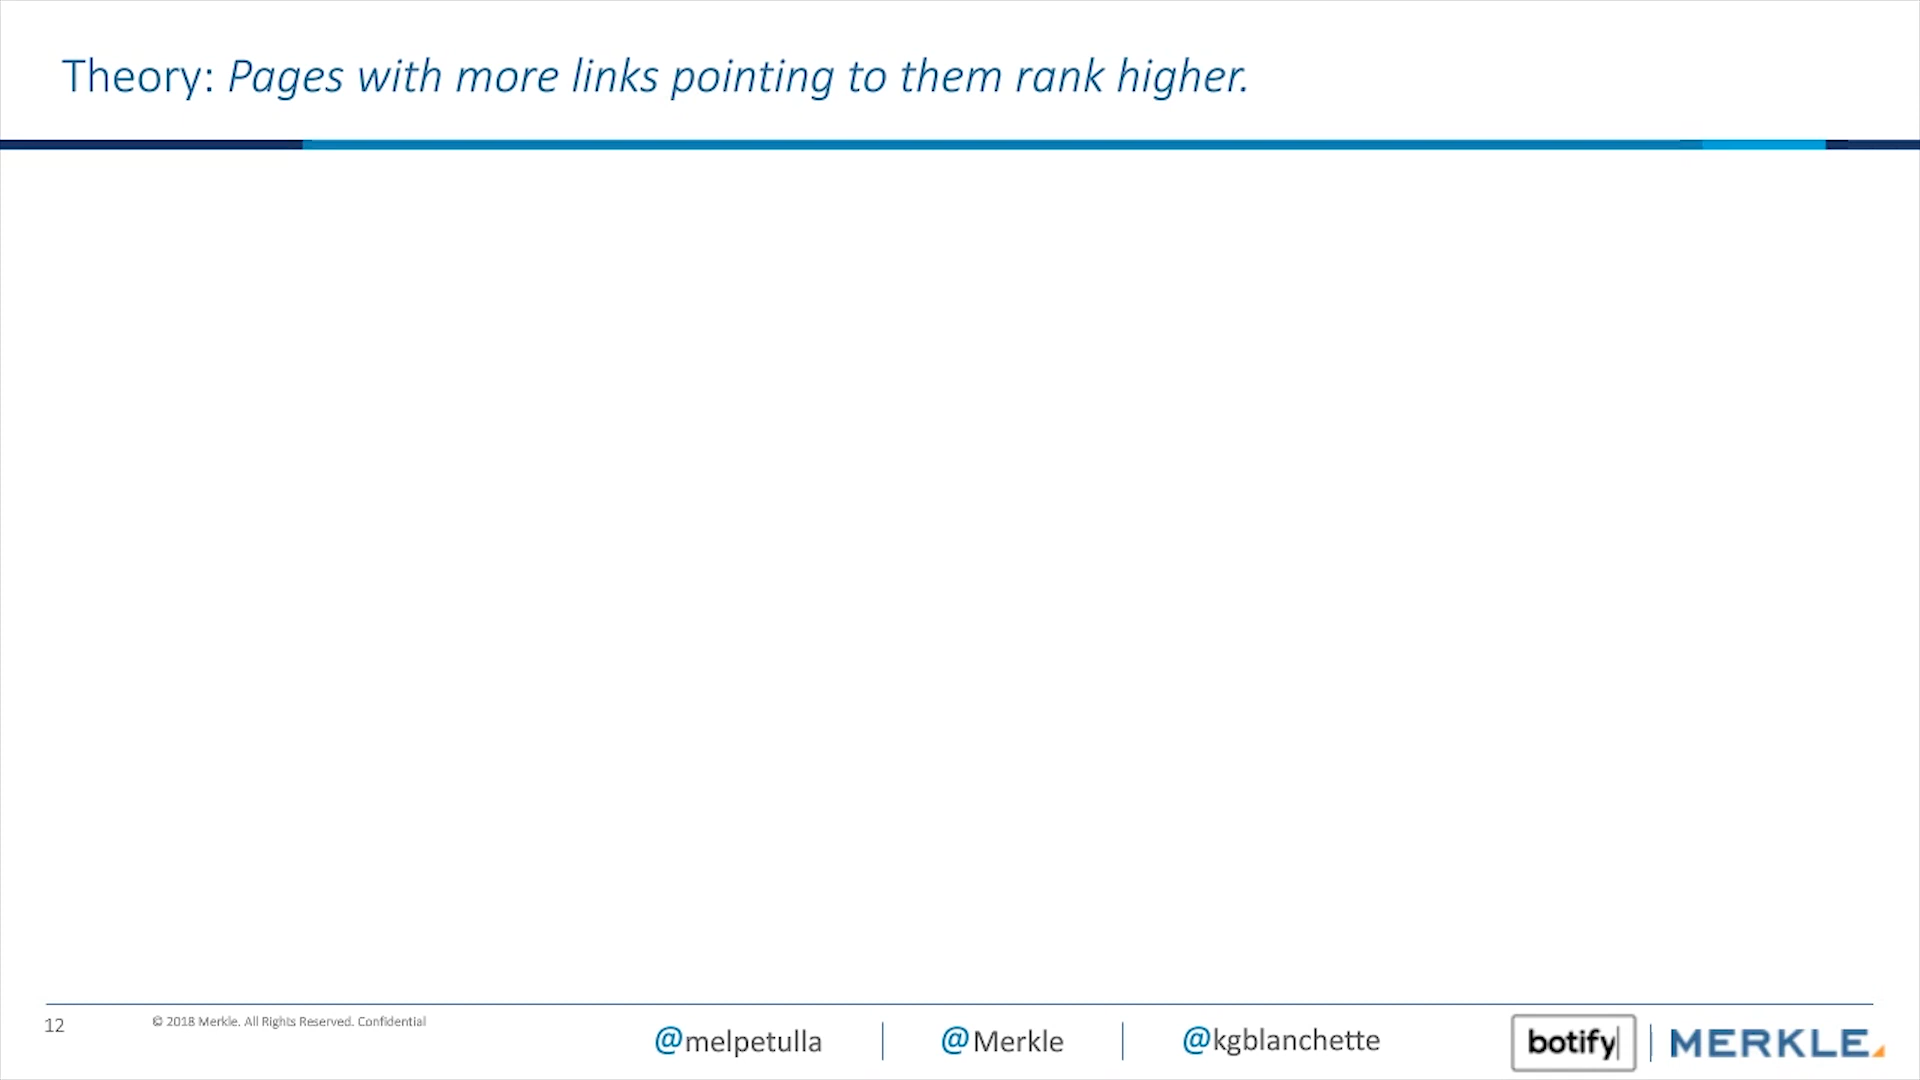 Theory: Pages with more links pointing to them rank higher.
12
© 2018 Merkle. All Rights Reserved. Confidential
@melpetulla
@Merkle
@kgblanchette
botify
MERKLE